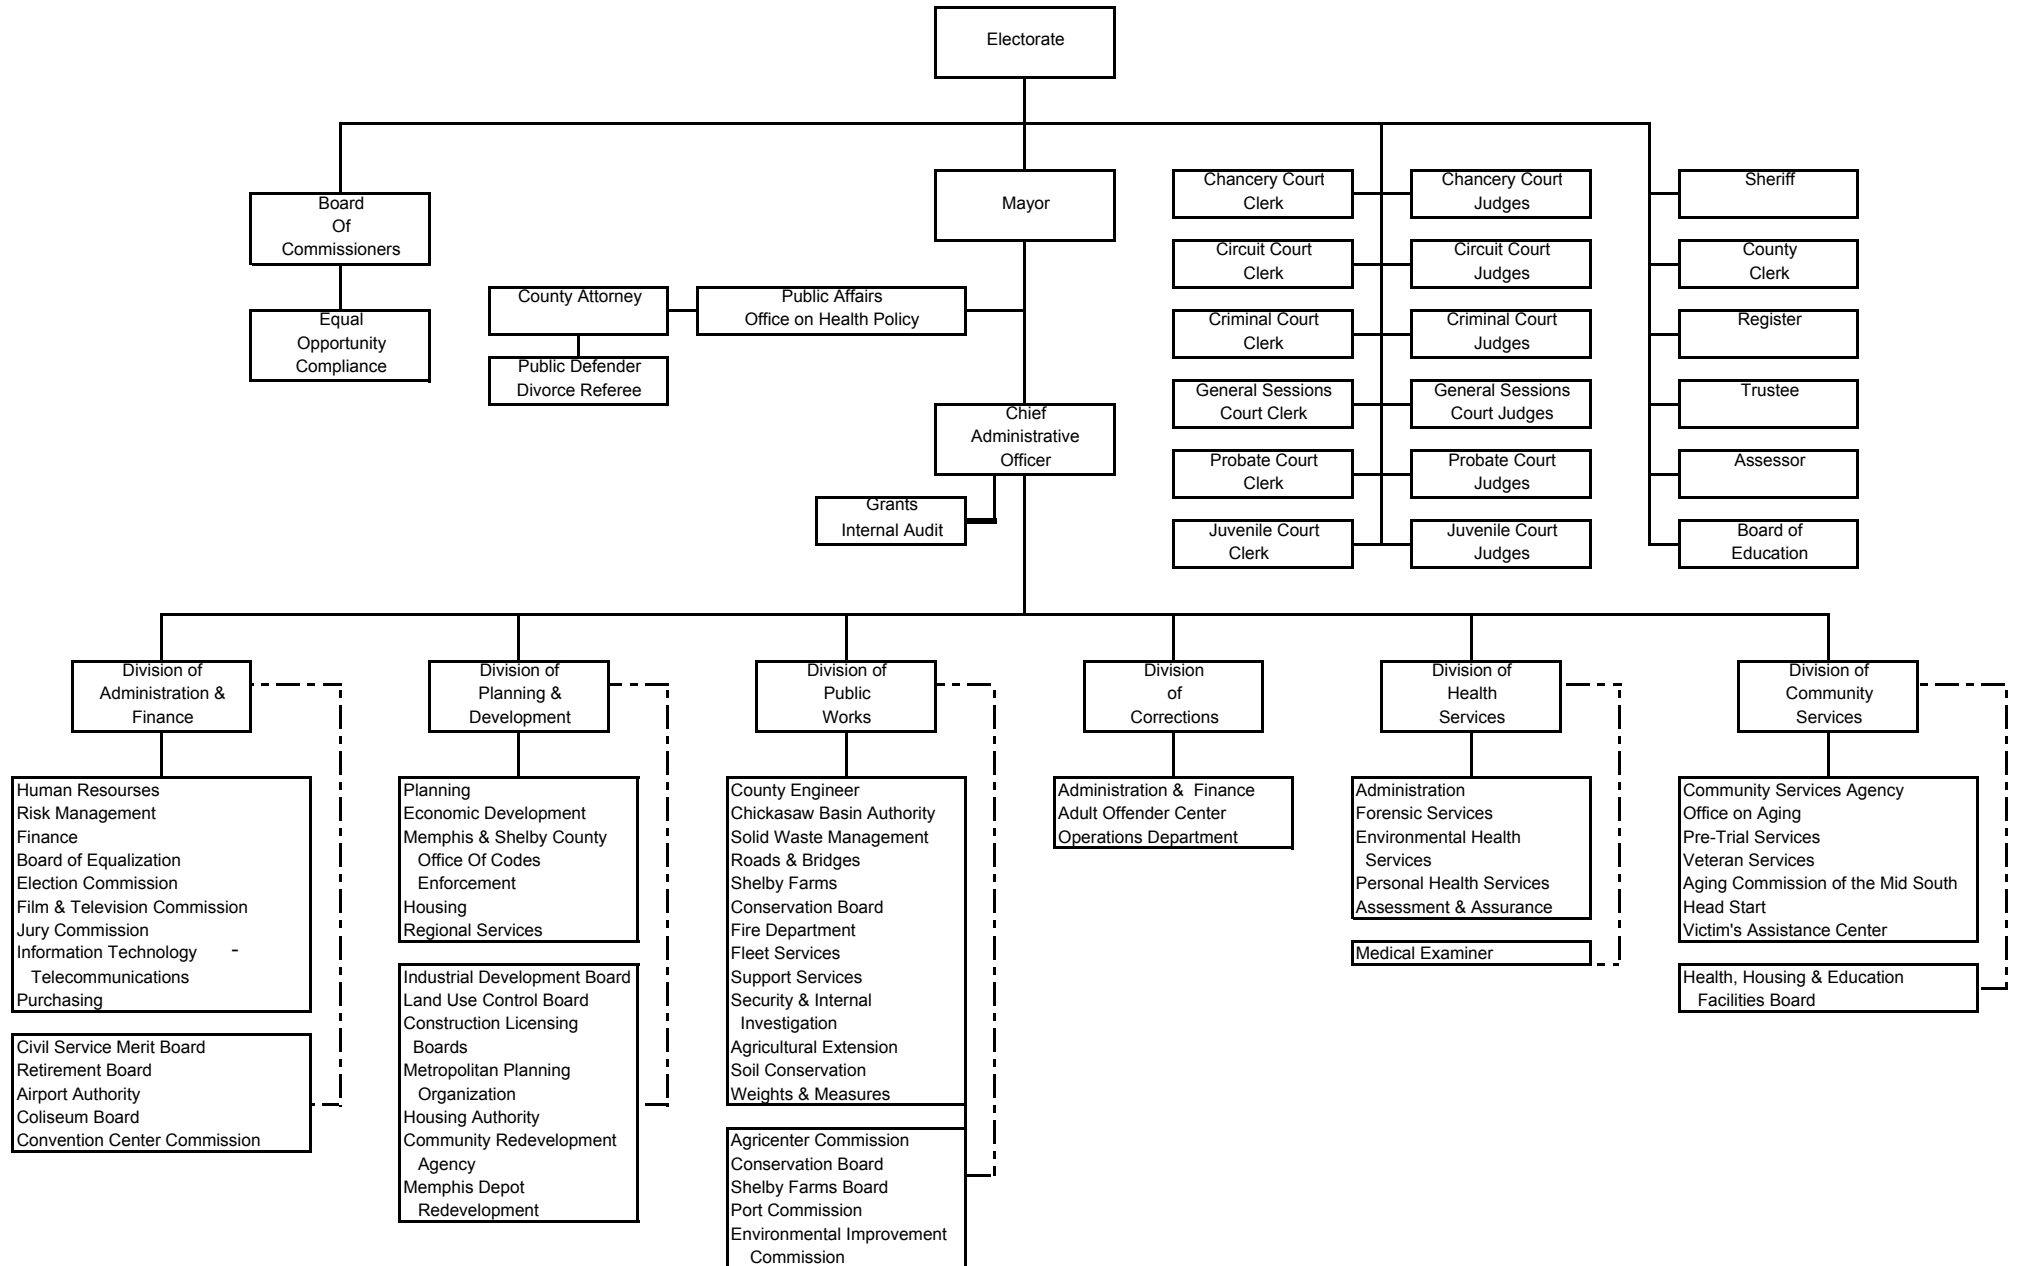 Electorate
Board
Of
Commissioners
Equal
Opportunity
Compliance
Mayor
County Attorney
Public Affairs
Office on Health Policy
Public Defender
Divorce Referee
Chief
Administrative
Officer
Grants
Internal Audit
Chancery Court
Clerk
Chancery Court
Judges
Circuit Court
Clerk
Circuit Court
Judges
Criminal Court
Clerk
Criminal Court
Judges
General Sessions
Court Clerk
General Sessions
Court Judges
Probate Court
Clerk
Probate Court
Judges
Juvenile Court
Clerk
Juvenile Court
Judges
Sheriff
County
Clerk
Register
Trustee
Assessor
Board of
Education
Division of
Administration &
Finance
Human Resourses
Risk Management
Finance
Board of Equalization
Election Commission
Film & Television Commission
Jury Commission
Information Technology -
Telecommunications
Purchasing
Civil Service Merit Board
Retirement Board
Airport Authority
Coliseum Board
Convention Center Commission
Division of
Planning &
Development
Planning
Economic Development
Memphis & Shelby County
Office Of Codes
Enforcement
Housing
Regional Services
Industrial Development Board
Land Use Control Board
Construction Licensing
Boards
Metropolitan Planning
Organization
Housing Authority
Community Redevelopment
Agency
Memphis Depot
Redevelopment
Division of
Public
Works
County Engineer
Chickasaw Basin Authority
Solid Waste Management
Roads & Bridges
Shelby Farms
Conservation Board
Fire Department
Fleet Services
Support Services
Security & Internal
Investigation
Agricultural Extension
Soil Conservation
Weights & Measures
Agricenter Commission
Conservation Board
Shelby Farms Board
Port Commission
Environmental Improvement
Commission
Division
of
Corrections
Administration & Finance
Adult Offender Center
Operations Department
Division of
Health
Services
Administration
Forensic Services
Environmental Health
Services
Personal Health Services
Assessment & Assurance
Medical Examiner
Division of
Community
Services
Community Services Agency
Office on Aging
Pre-Trial Services
Veteran Services
Aging Commission of the Mid South
Head Start
Victim's Assistance Center
Health, Housing & Education
Facilities Board